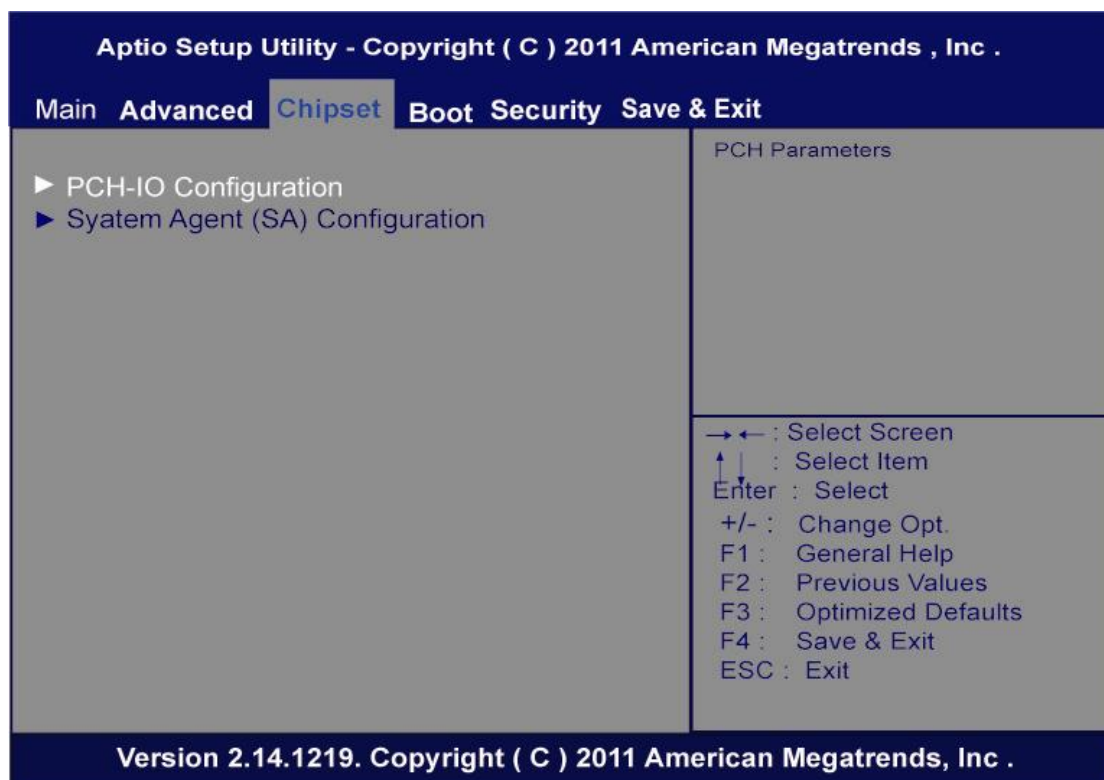 Aptio Setup Utility - Copyright ( C ) 2011 American Megatrends , Inc .
Main Advanced Chipset Boot Security Save & Exit
► PCH-IO Configuration
► Syatem Agent (SA) Configuration
PCH Parameters
→ ← : Select Screen
↑ ↓ : Select Item
Enter : Select
+/- : Change Opt.
F1 : General Help
F2 : Previous Values
F3 : Optimized Defaults
F4 : Save & Exit
ESC : Exit
Version 2.14.1219. Copyright ( C ) 2011 American Megatrends, Inc .